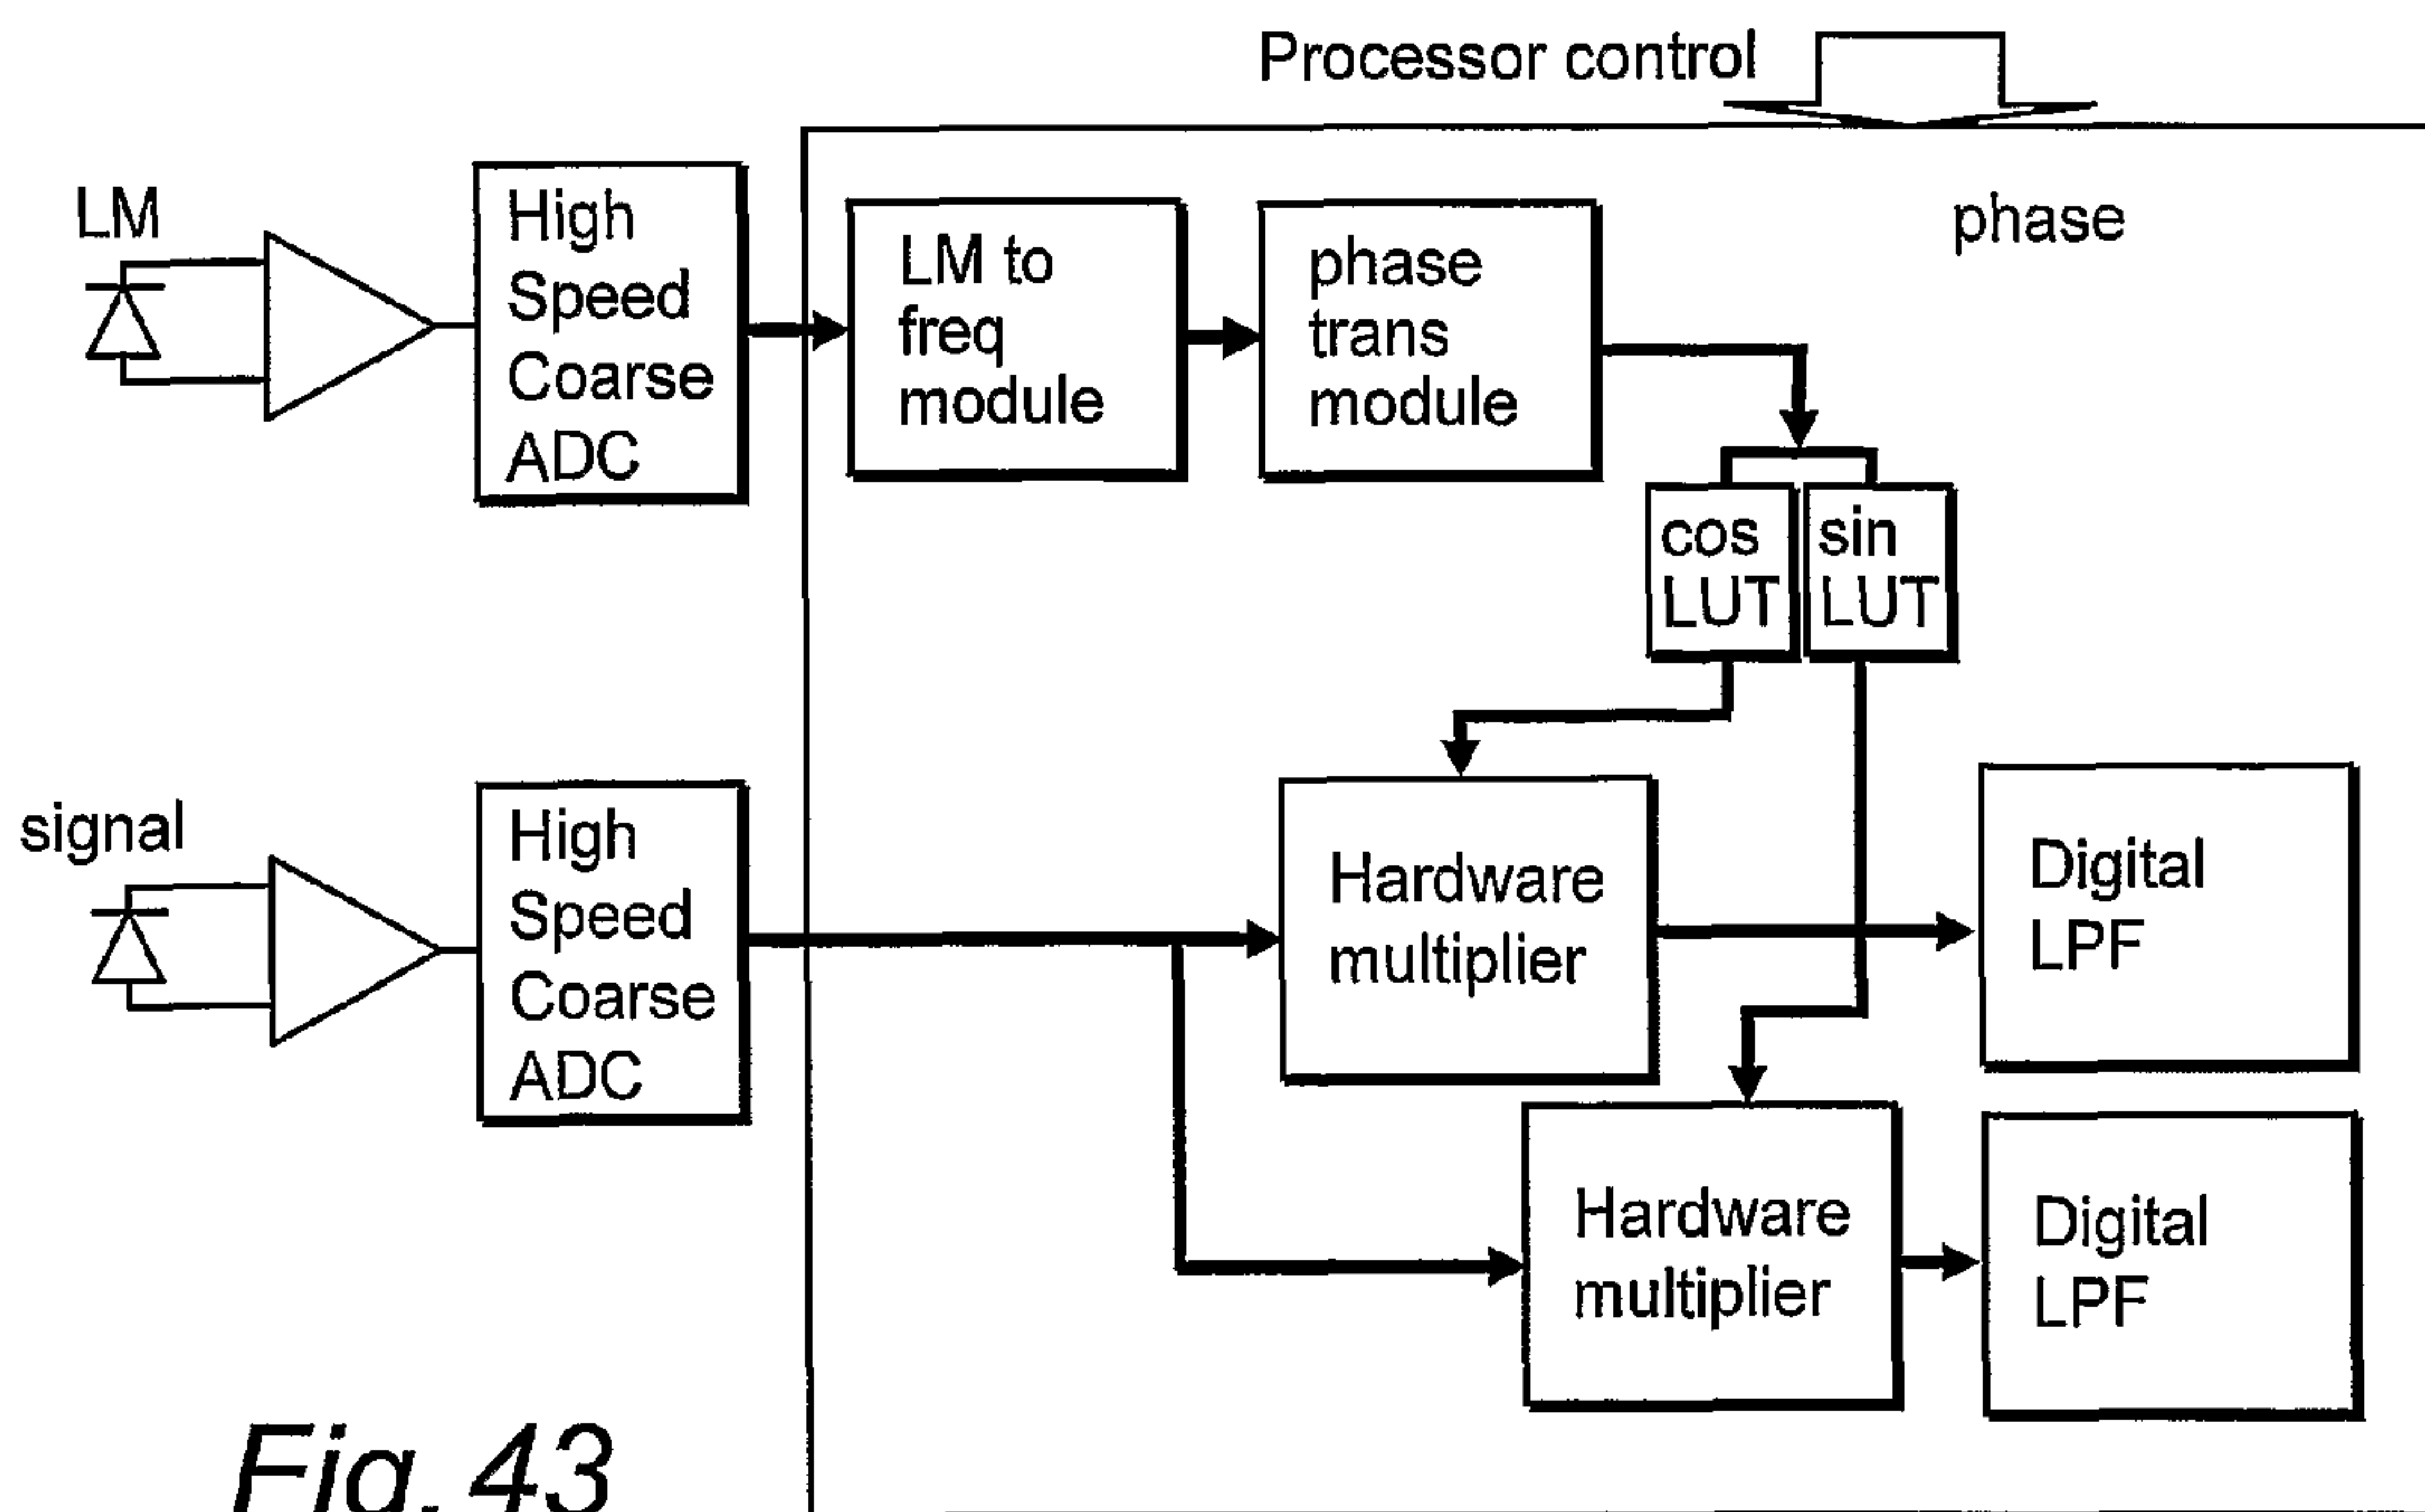 Processor control
LM
High
Speed
Coarse
ADC
LM to
freq
module
phase
trans
module
phase
cos
LUT
sin
LUT
signal
High
Speed
Coarse
ADC
Hardware
multiplier
Digital
LPF
Hardware
multiplier
Digital
LPF
Fig. 43